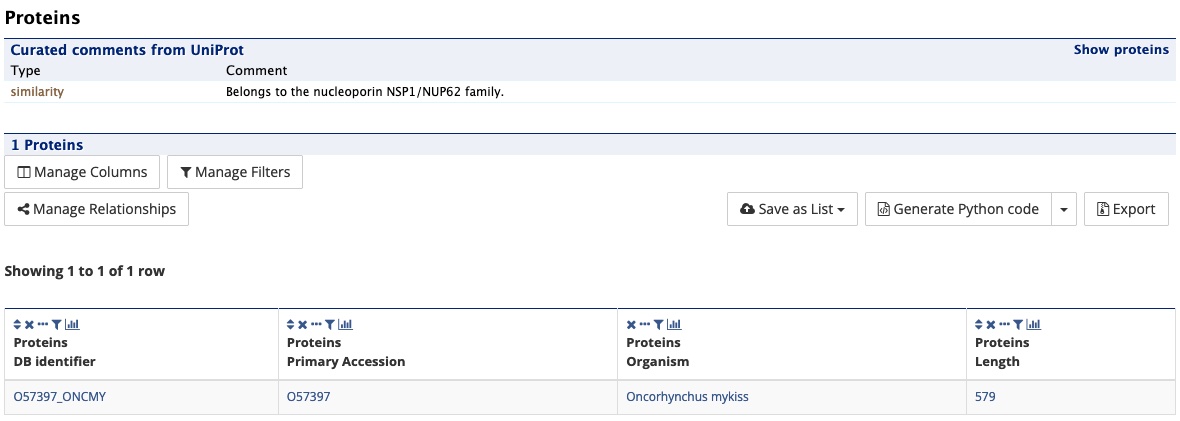 Proteins
Curated comments from UniProt Show proteins
Type Comment
similarity Belongs to the nucleoporin NSP1/NUP62 family.
1 Proteins
Manage Columns Manage Filters
Manage Relationships Save as List Generate Python code Export
Showing 1 to 1 of 1 row
Proteins Proteins Proteins Proteins
DB identifier Primary Accession Organism Length
O57397_ONCMY O57397 Oncorhynchus mykiss 579